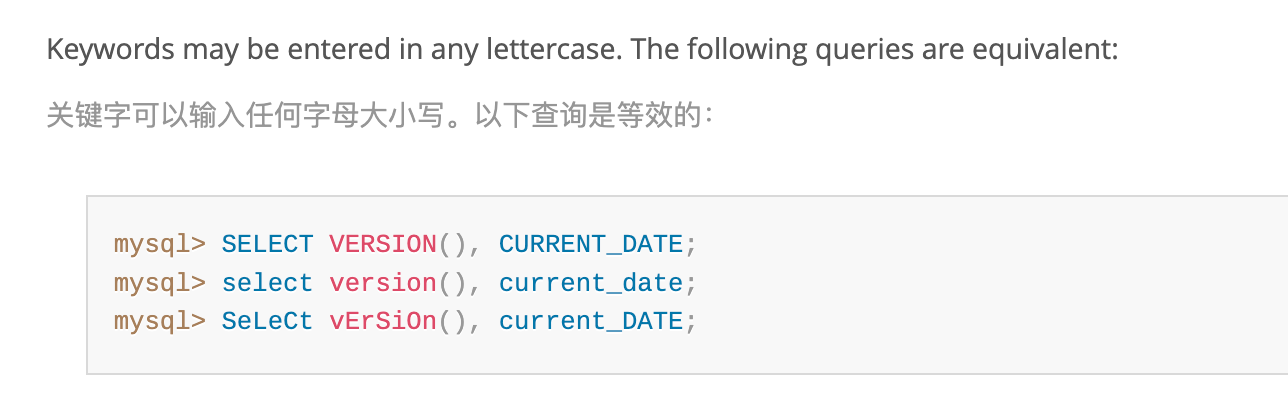 Keywords may be entered in any lettercase. The following queries are equivalent:
关键字可以输入任何字母大小写。以下查询是等效的：
mysql> SELECT VERSION(), CURRENT_DATE;
mysql> select version(), current_date;
mysql> SeLeCt vErSiOn(), current_DATE;